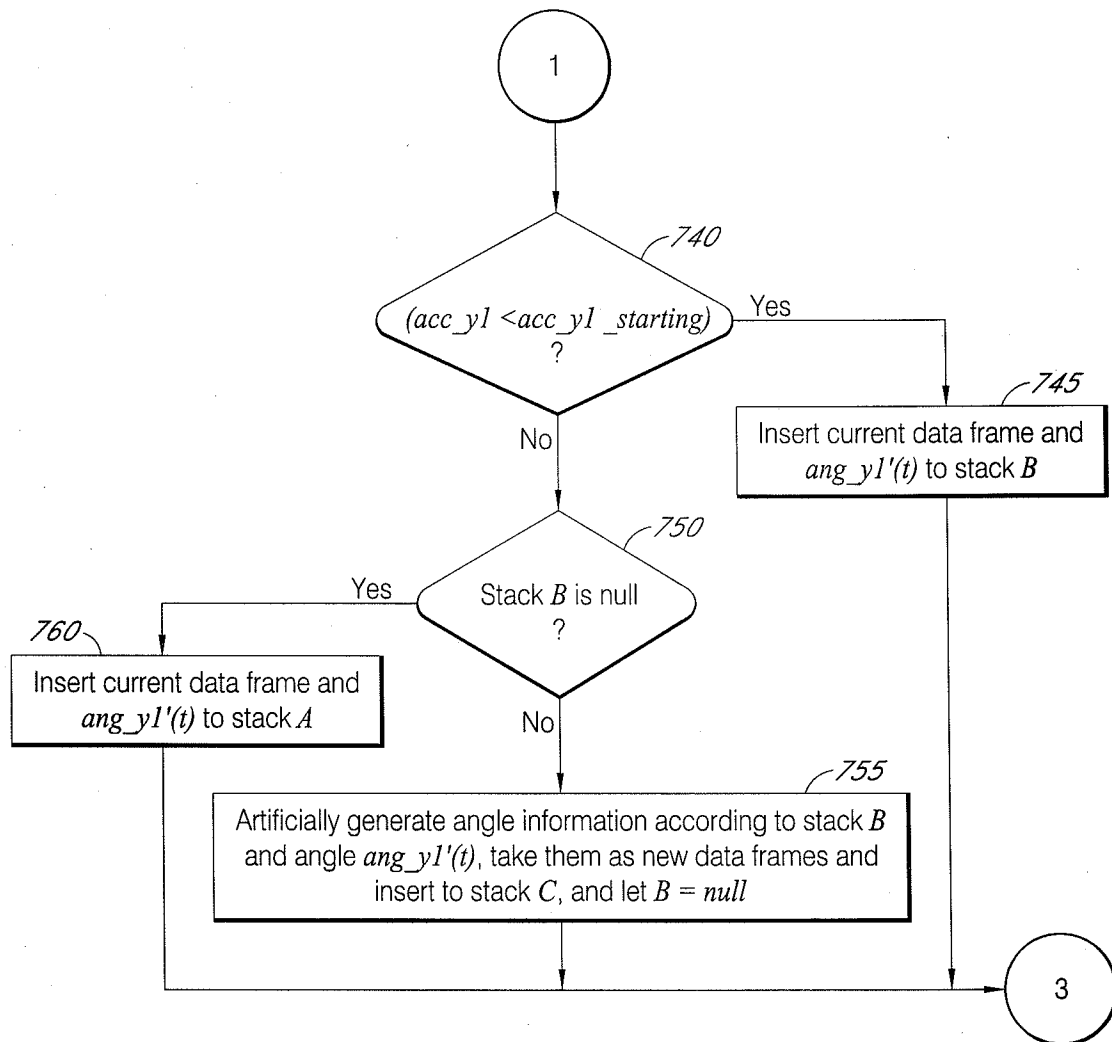 1
740
(acc_y1 <acc_y1 _starting)
?
Yes
No
745
Insert current data frame and
ang_y1'(t) to stack B
750
Stack B is null
?
Yes
No
760
Insert current data frame and
ang_y1'(t) to stack A
755
Artificially generate angle information according to stack B
and angle ang_y1'(t), take them as new data frames and
insert to stack C, and let B = null
3